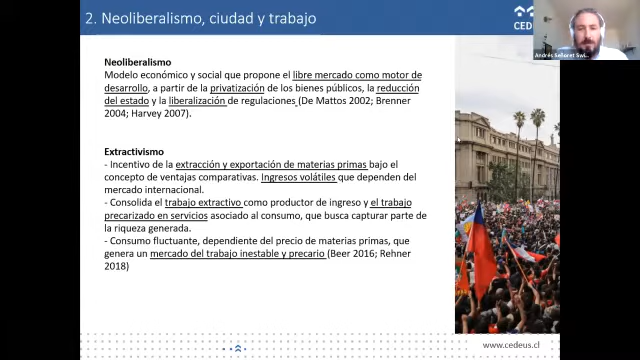 2. Neoliberalismo, ciudad y trabajo
CEDEUS
Andrés Señoret Swi...
Neoliberalismo
Modelo económico y social que propone el libre mercado como motor de
desarrollo, a partir de la privatización de los bienes públicos, la reducción
del estado y la liberalización de regulaciones (De Mattos 2002; Brenner
2004; Harvey 2007).
Extractivismo
- Incentivo de la extracción y exportación de materias primas bajo el
concepto de ventajas comparativas. Ingresos volátiles que dependen del
mercado internacional.
- Consolida el trabajo extractivo como productor de ingreso y el trabajo
precarizado en servicios asociado al consumo, que busca capturar parte de
la riqueza generada.
- Consumo fluctuante, dependiente del precio de materias primas, que
genera un mercado del trabajo inestable y precario (Beer 2016; Rehner
2018)
www.cedeus.cl